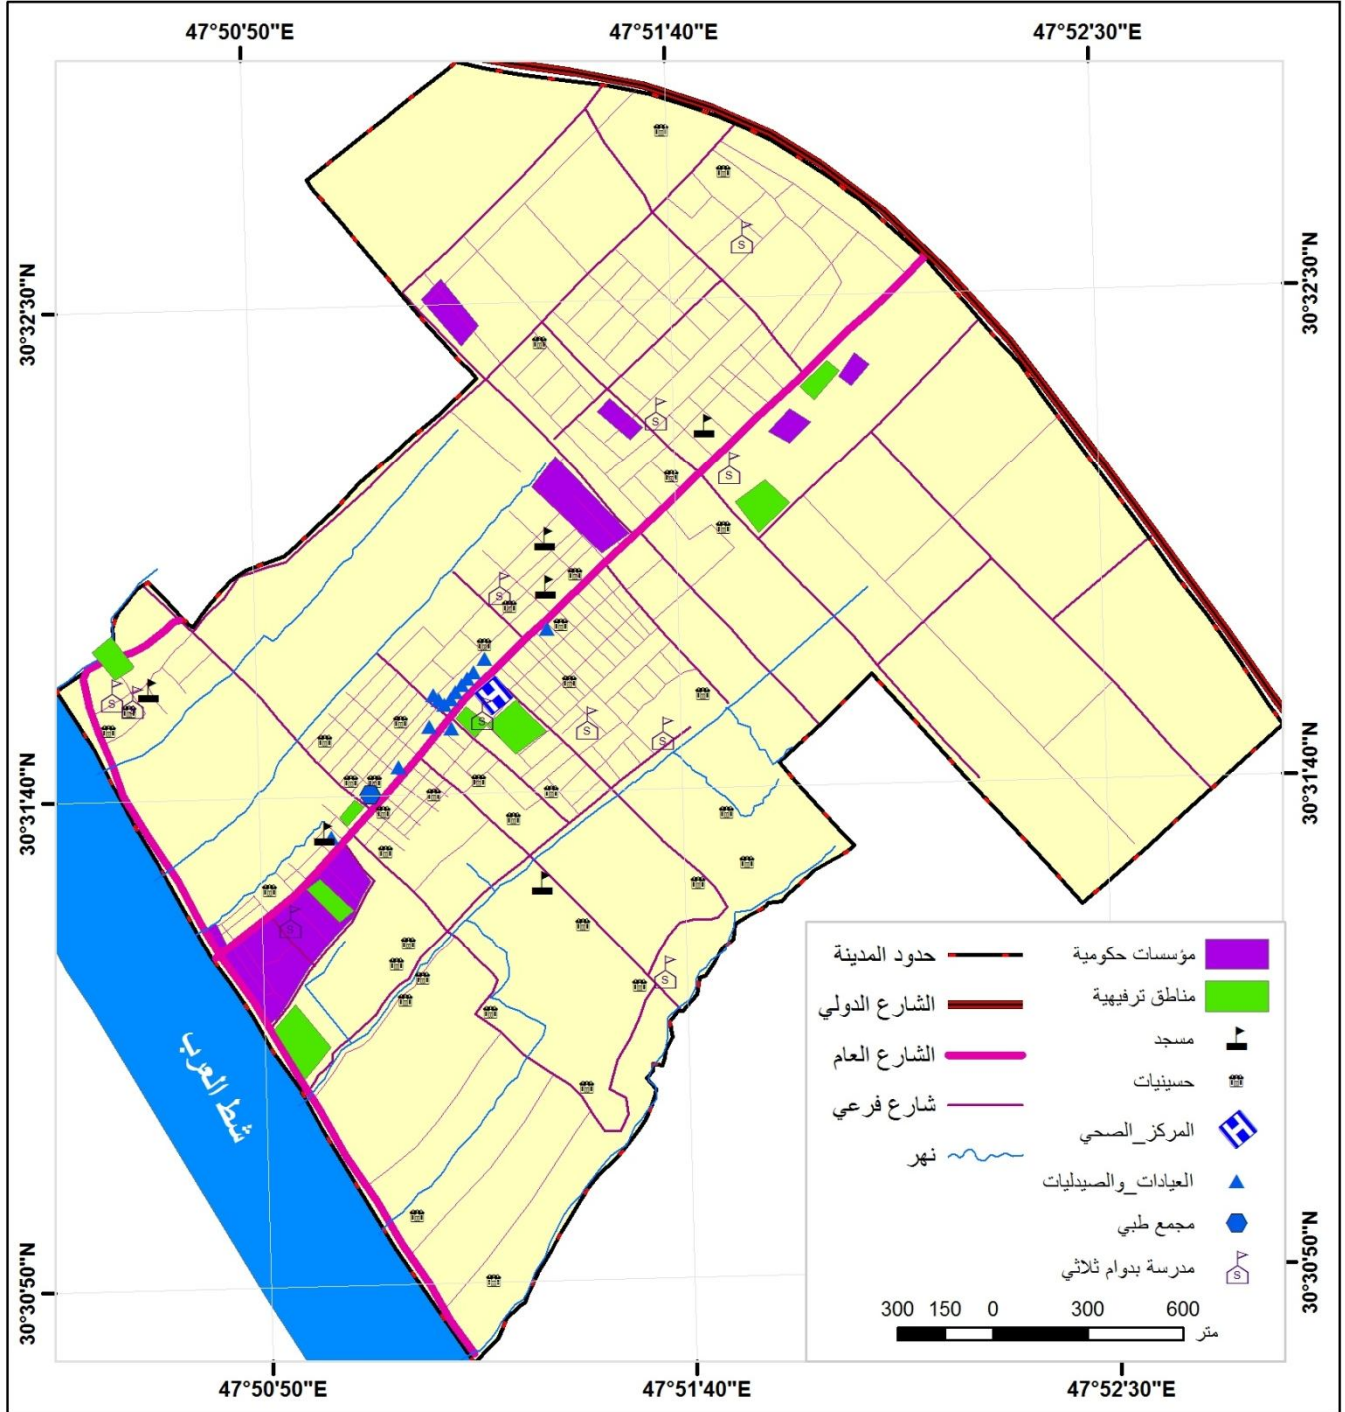 47°50'50"E
47°51'40"E
47°52'30"E
30°32'30"N
30°32'30"N
30°31'40"N
30°31'40"N
30°30'50"N
30°30'50"N
شط العرب
مؤسسات حكومية
حدود المدينة
مناطق ترفيهية
الشارع الدولي
مسجد
الشارع العام
حسينيات
شارع فرعي
المركز_الصحي
نهر
العيادات_والصيدليات
مجمع طبي
مدرسة بدوام ثلاثي
300 150 0 300 600
متر
47°50'50"E
47°51'40"E
47°52'30"E